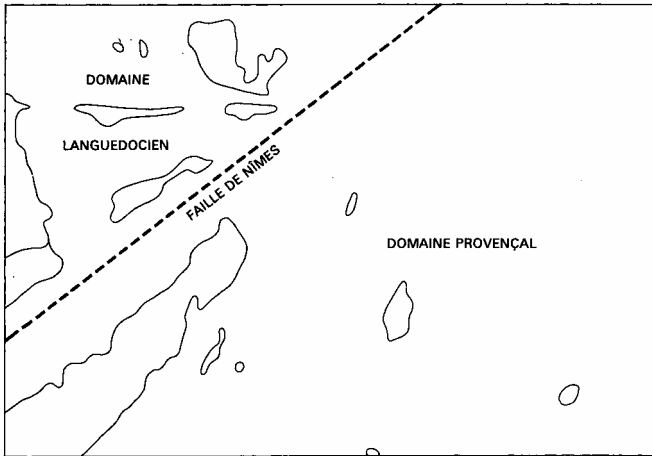 DOMAINE
LANGUEDOCIEN
FAILLE DE NÎMES
DOMAINE PROVENÇAL